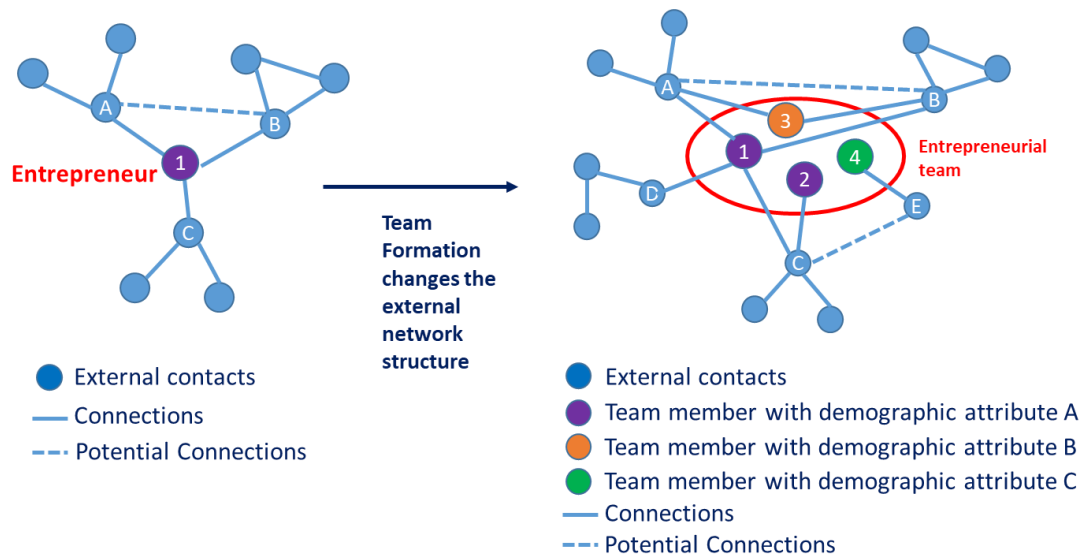 A
B
1
Entrepreneur
C
Team
Formation
changes the
external
network
structure
A
B
3
1
4
2
Entrepreneurial
team
D
E
C
External contacts
Connections
Potential Connections
External contacts
Team member with demographic attribute A
Team member with demographic attribute B
Team member with demographic attribute C
Connections
Potential Connections